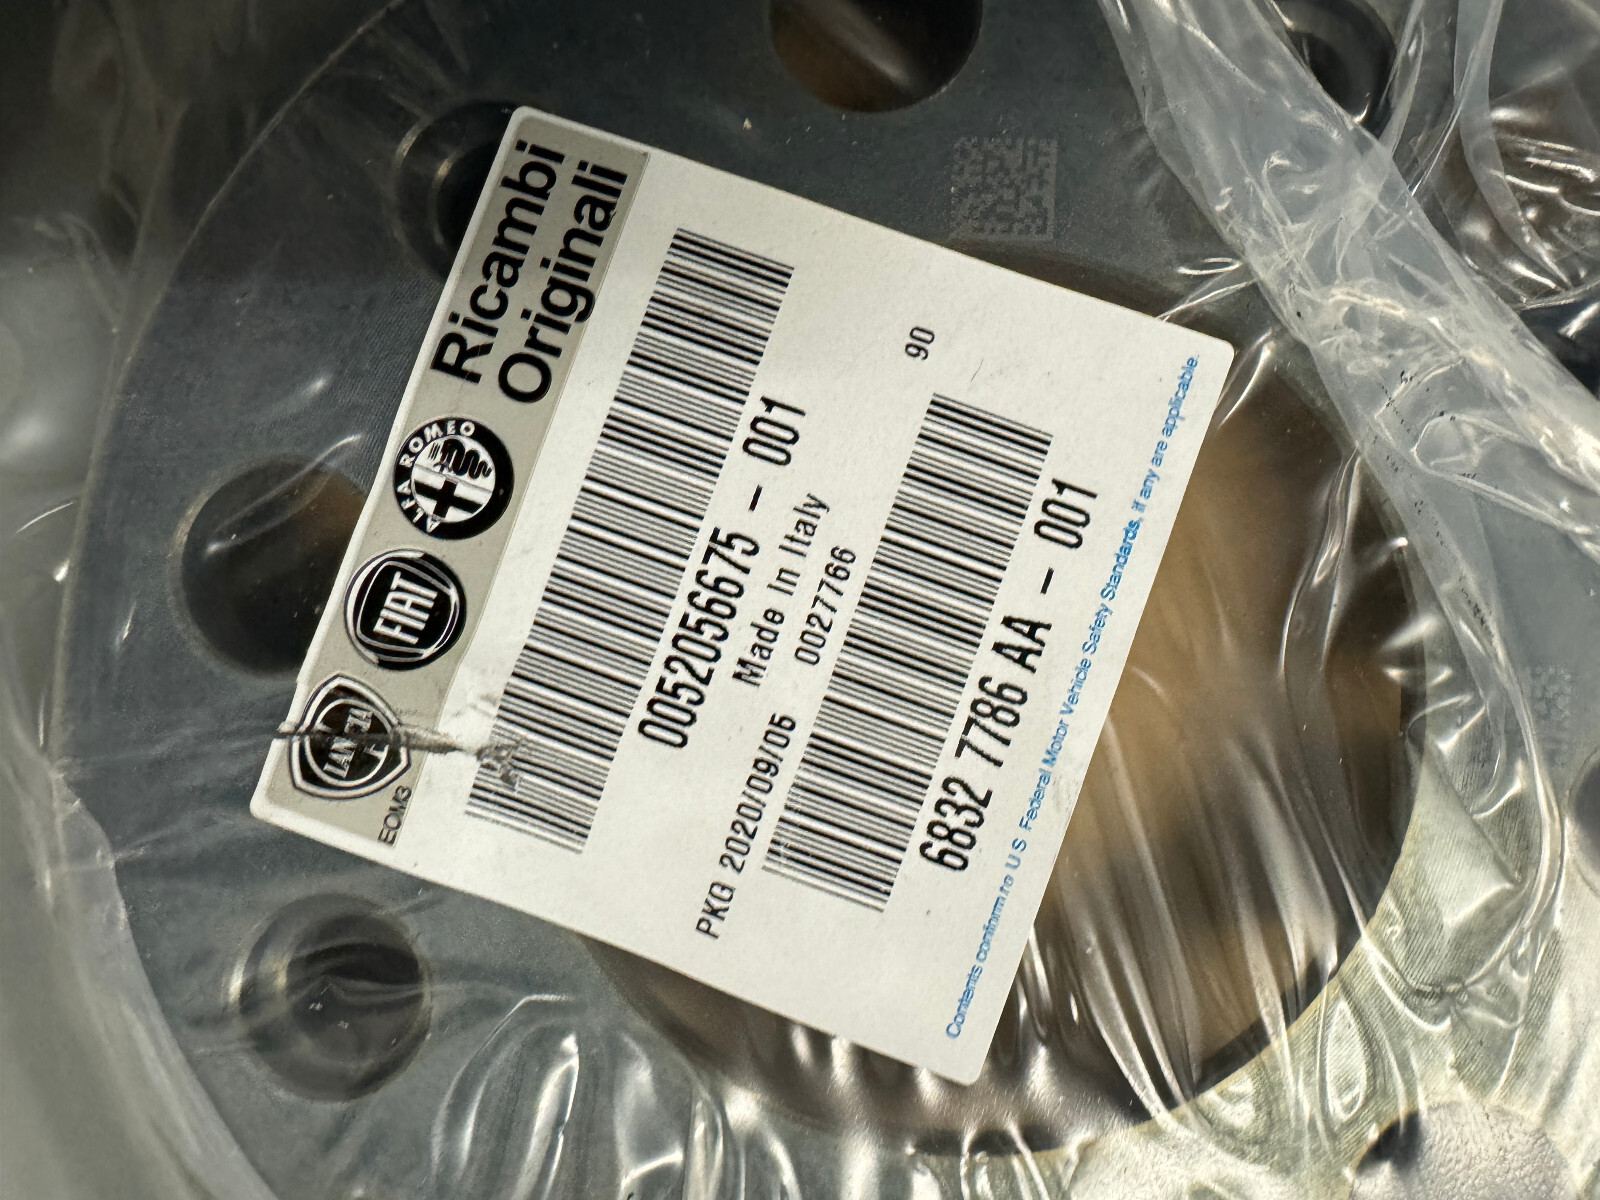 Ricambi
Originali
ALFA ROMEO
FIAT
LANCIA
EOM3
0052056675 - 001
Made In Italy
90
PKG 2020/09/05 0027766
6832 7786 AA - 001
Contents conform to U S Federal Motor Vehicle Safety Standards, if any are applicable.